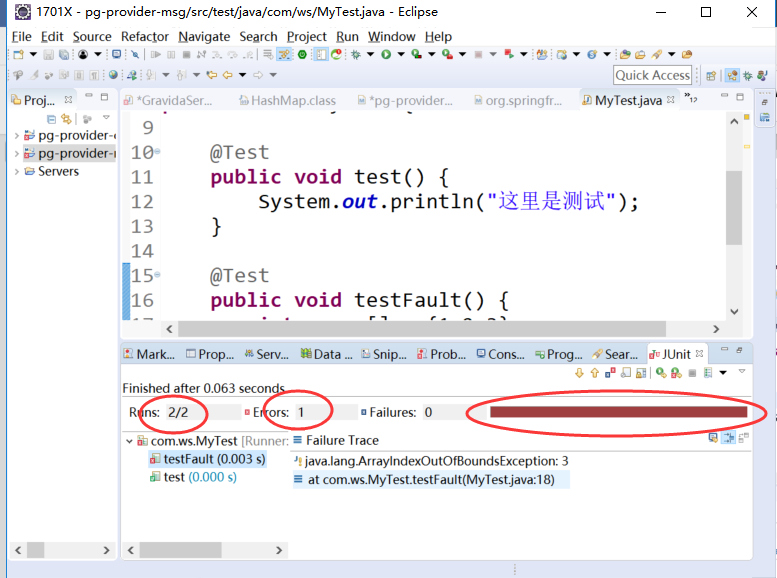 1701X - pg-provider-msg/src/test/java/com/ws/MyTest.java - Eclipse
File Edit Source Refactor Navigate Search Project Run Window Help
Quick Access
Proj...
*GravidaSer... HashMap.class *pg-provider... org.springfr... MyTest.java »12
pg-provider-
pg-provider-
Servers
9
10 @Test
11 public void test() {
12 System.out.println("这里是测试");
13 }
14
15 @Test
16 public void testFault() {
Mark... Prop... Serv... Data ... Snip... Prob... Cons... Prog... Sear... JUnit
Finished after 0.063 seconds
Runs: 2/2 Errors: 1 Failures: 0
com.ws.MyTest [Runner:
testFault (0.003 s)
test (0.000 s)
Failure Trace
java.lang.ArrayIndexOutOfBoundsException: 3
at com.ws.MyTest.testFault(MyTest.java:18)